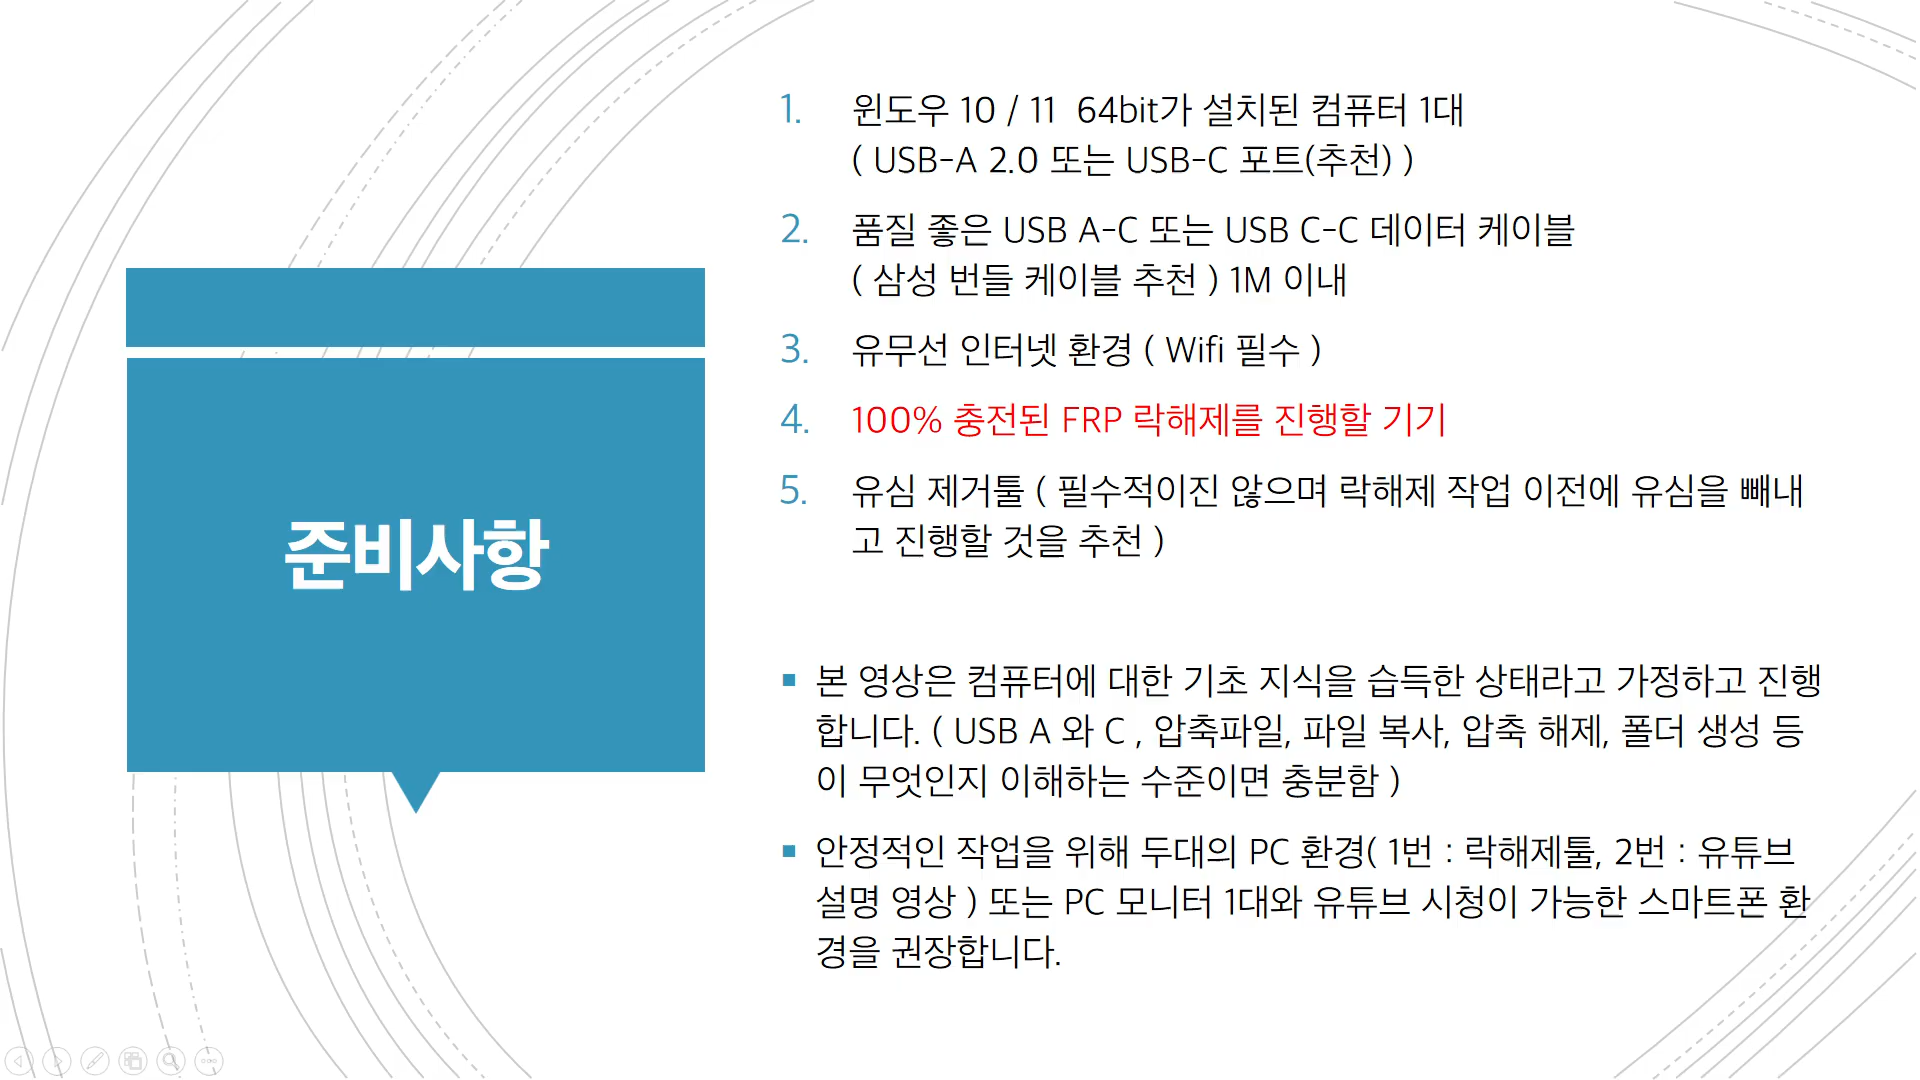 준비사항
1. 윈도우 10 / 11 64bit가 설치된 컴퓨터 1대
( USB-A 2.0 또는 USB-C 포트(추천) )
2. 품질 좋은 USB A-C 또는 USB C-C 데이터 케이블
( 삼성 번들 케이블 추천 ) 1M 이내
3. 유무선 인터넷 환경 ( Wifi 필수 )
4. 100% 충전된 FRP 락해제를 진행할 기기
5. 유심 제거툴 ( 필수적이진 않으며 락해제 작업 이전에 유심을 빼내
고 진행할 것을 추천 )
▪ 본 영상은 컴퓨터에 대한 기초 지식을 습득한 상태라고 가정하고 진행
합니다. ( USB A 와 C , 압축파일, 파일 복사, 압축 해제, 폴더 생성 등
이 무엇인지 이해하는 수준이면 충분함 )
▪ 안정적인 작업을 위해 두대의 PC 환경( 1번 : 락해제툴, 2번 : 유튜브
설명 영상 ) 또는 PC 모니터 1대와 유튜브 시청이 가능한 스마트폰 환
경을 권장합니다.